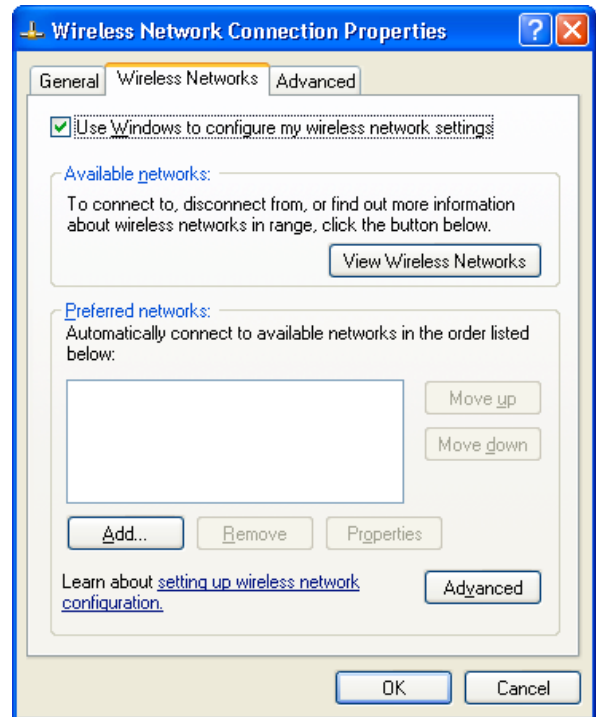 Wireless Network Connection Properties
General
Wireless Networks
Advanced
Use Windows to configure my wireless network settings
Available networks:
To connect to, disconnect from, or find out more information
about wireless networks in range, click the button below.
View Wireless Networks
Preferred networks:
Automatically connect to available networks in the order listed
below:
Move up
Move down
Add...
Remove
Properties
Learn about setting up wireless network
configuration.
Advanced
OK
Cancel